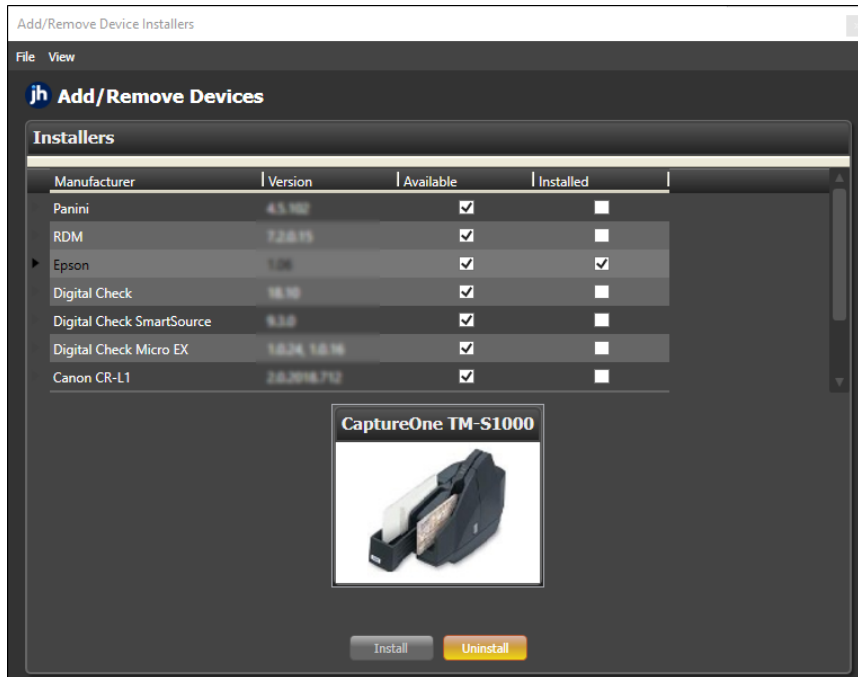 Add/Remove Device Installers
File View
jh Add/Remove Devices
Installers
Manufacturer Version Available Installed
Panini
RDM
Epson
Digital Check
Digital Check SmartSource
Digital Check Micro EX
Canon CR-L1
CaptureOne TM-S1000
Install Uninstall